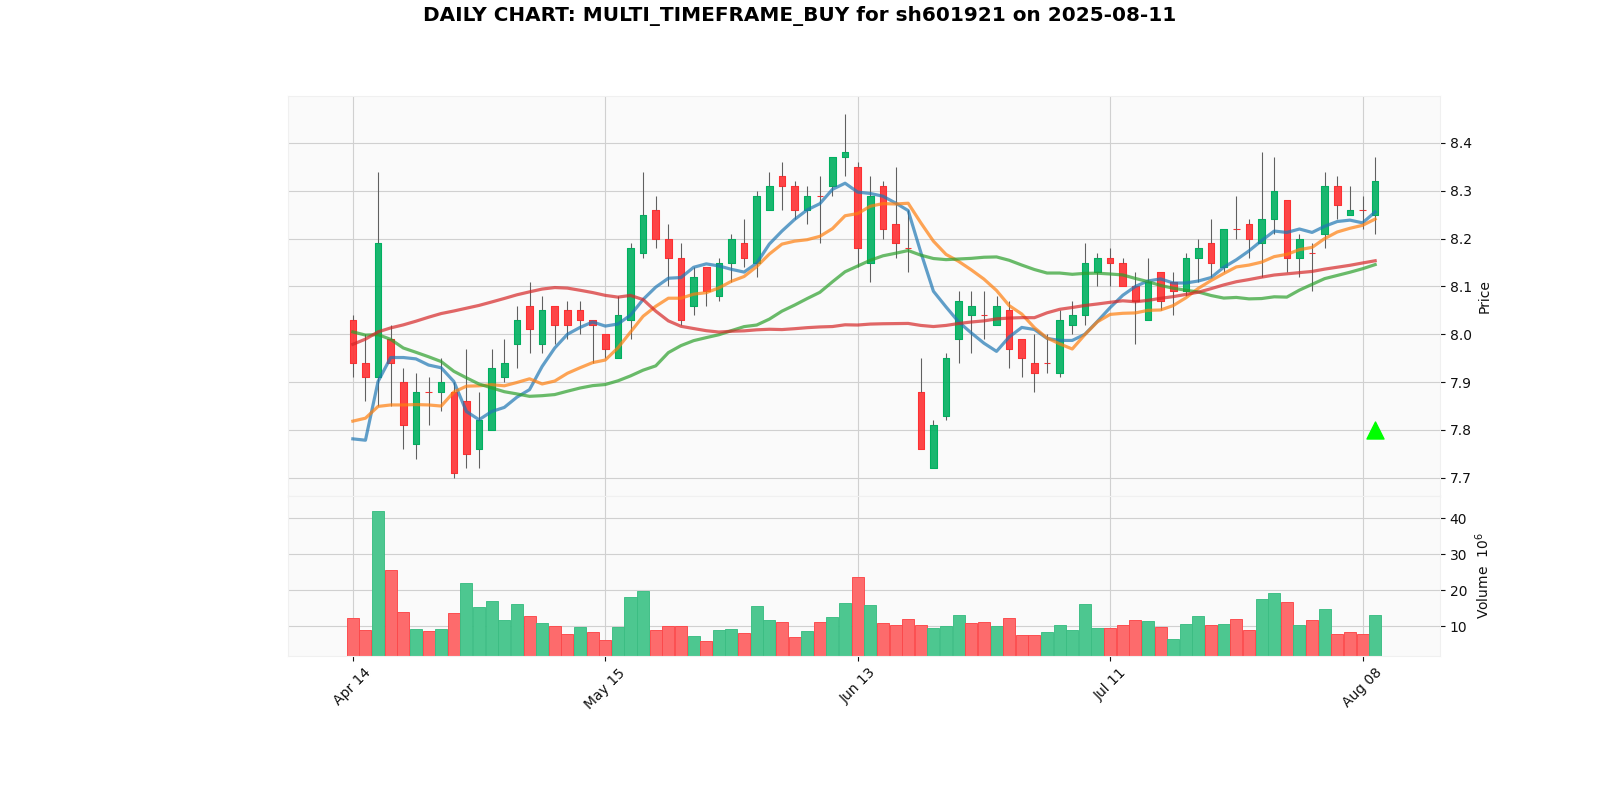 DAILY CHART: MULTI_TIMEFRAME_BUY for sh601921 on 2025-08-11
8.4
8.3
8.2
8.1
8.0
7.9
7.8
7.7
Price
40
30
20
10
Volume 10⁶
Apr 14
May 15
Jun 13
Jul 11
Aug 08